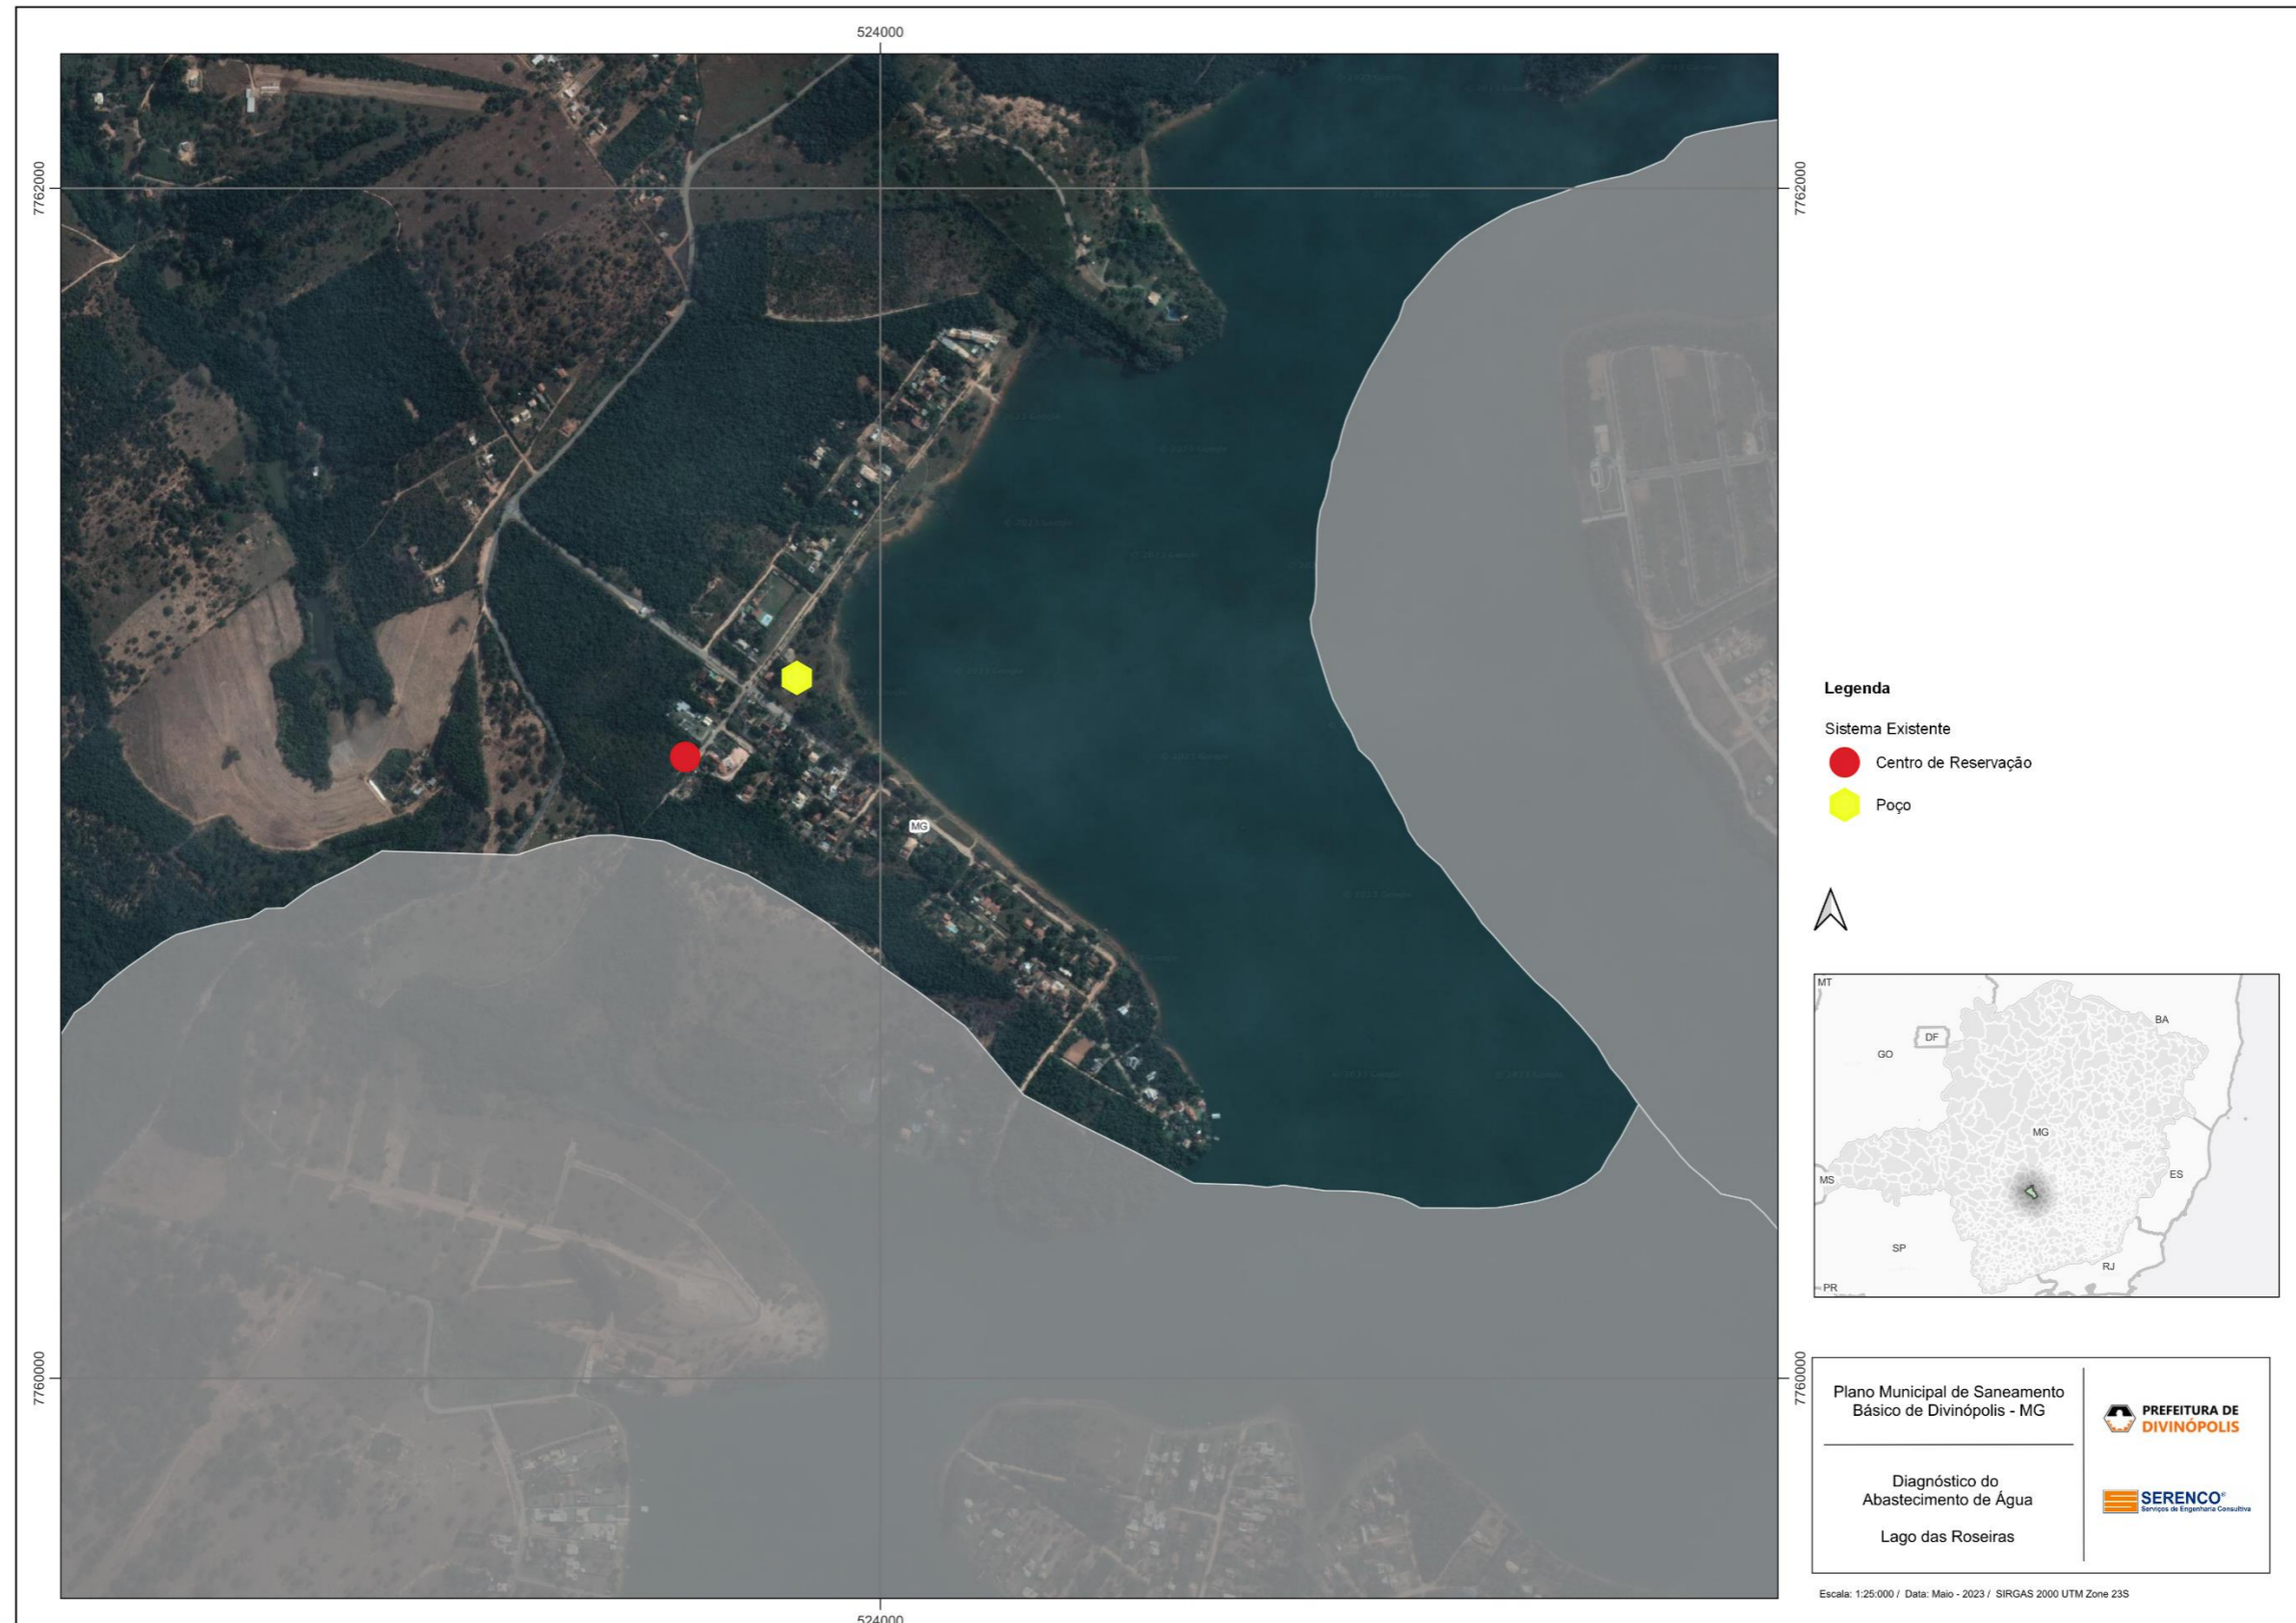 524000
7762000
7762000
MG
Legenda
Sistema Existente
Centro de Reservação
Poço
MT
BA
DF
GO
MG
ES
MS
SP
RJ
PR
7760000
7760000
Plano Municipal de Saneamento
Básico de Divinópolis - MG
PREFEITURA DE
DIVINÓPOLIS
Diagnóstico do
Abastecimento de Água
SERENCO®
Serviços de Engenharia Consultiva
Lago das Roseiras
Escala: 1:25:000 / Data: Maio - 2023 / SIRGAS 2000 UTM Zone 23S
524000